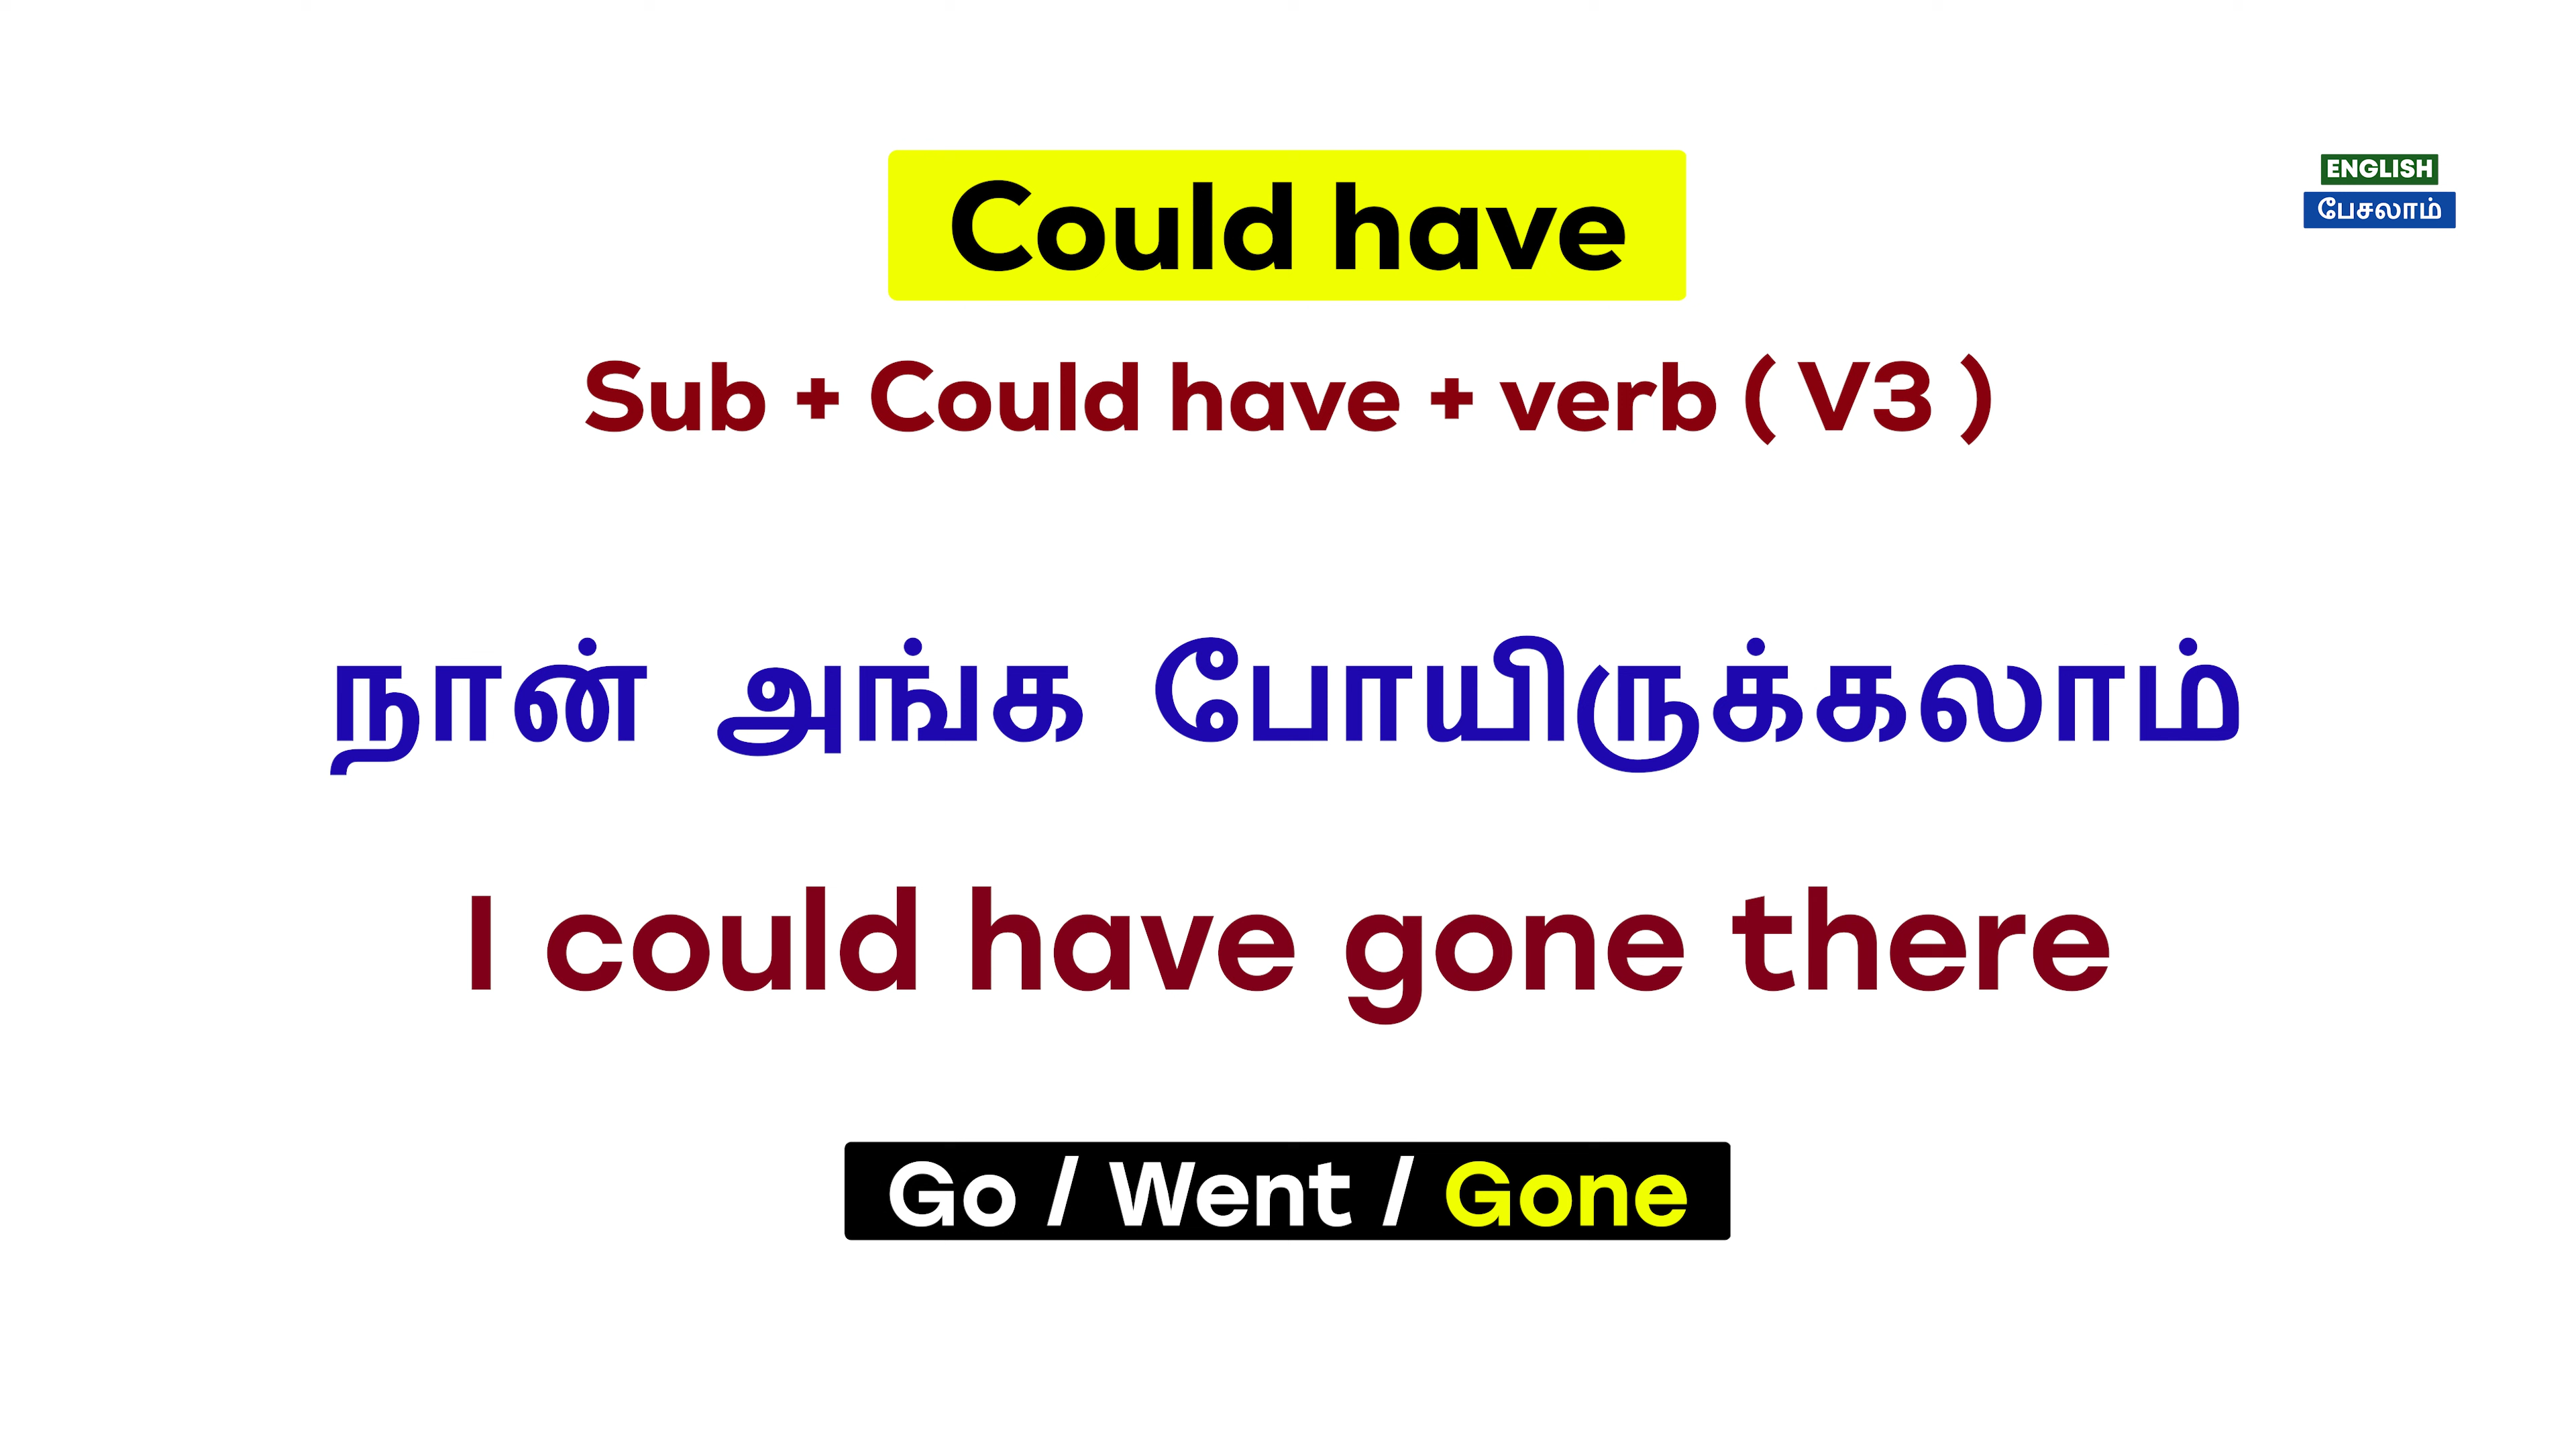 Could have
ENGLISH
பேசலாம்
Sub + Could have + verb ( V3 )
நான் அங்க போயிருக்கலாம்
I could have gone there
Go / Went / Gone